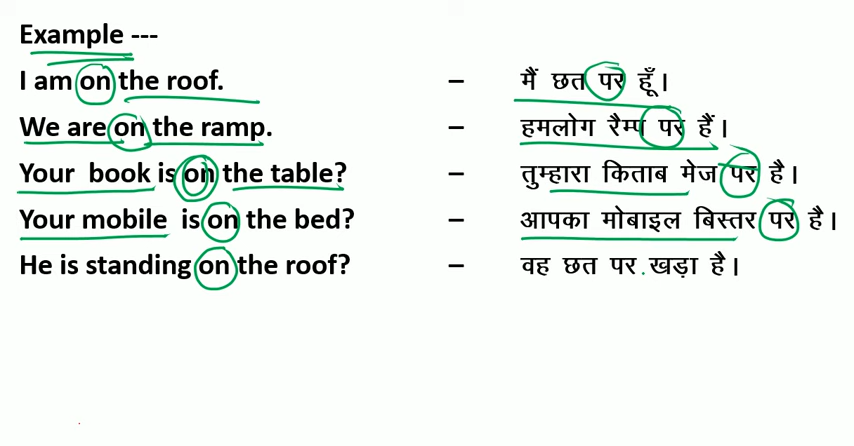 Example ---
I am on the roof. – मैं छत पर हूँ।
We are on the ramp. – हमलोग रैम्प पर हैं।
Your book is on the table? – तुम्हारा किताब मेज पर है।
Your mobile is on the bed? – आपका मोबाइल बिस्तर पर है।
He is standing on the roof? – वह छत पर खड़ा है।